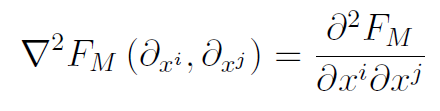 ∇²F_M (∂_{x^i}, ∂_{x^j}) = ∂²F_M / ∂x^i∂x^j